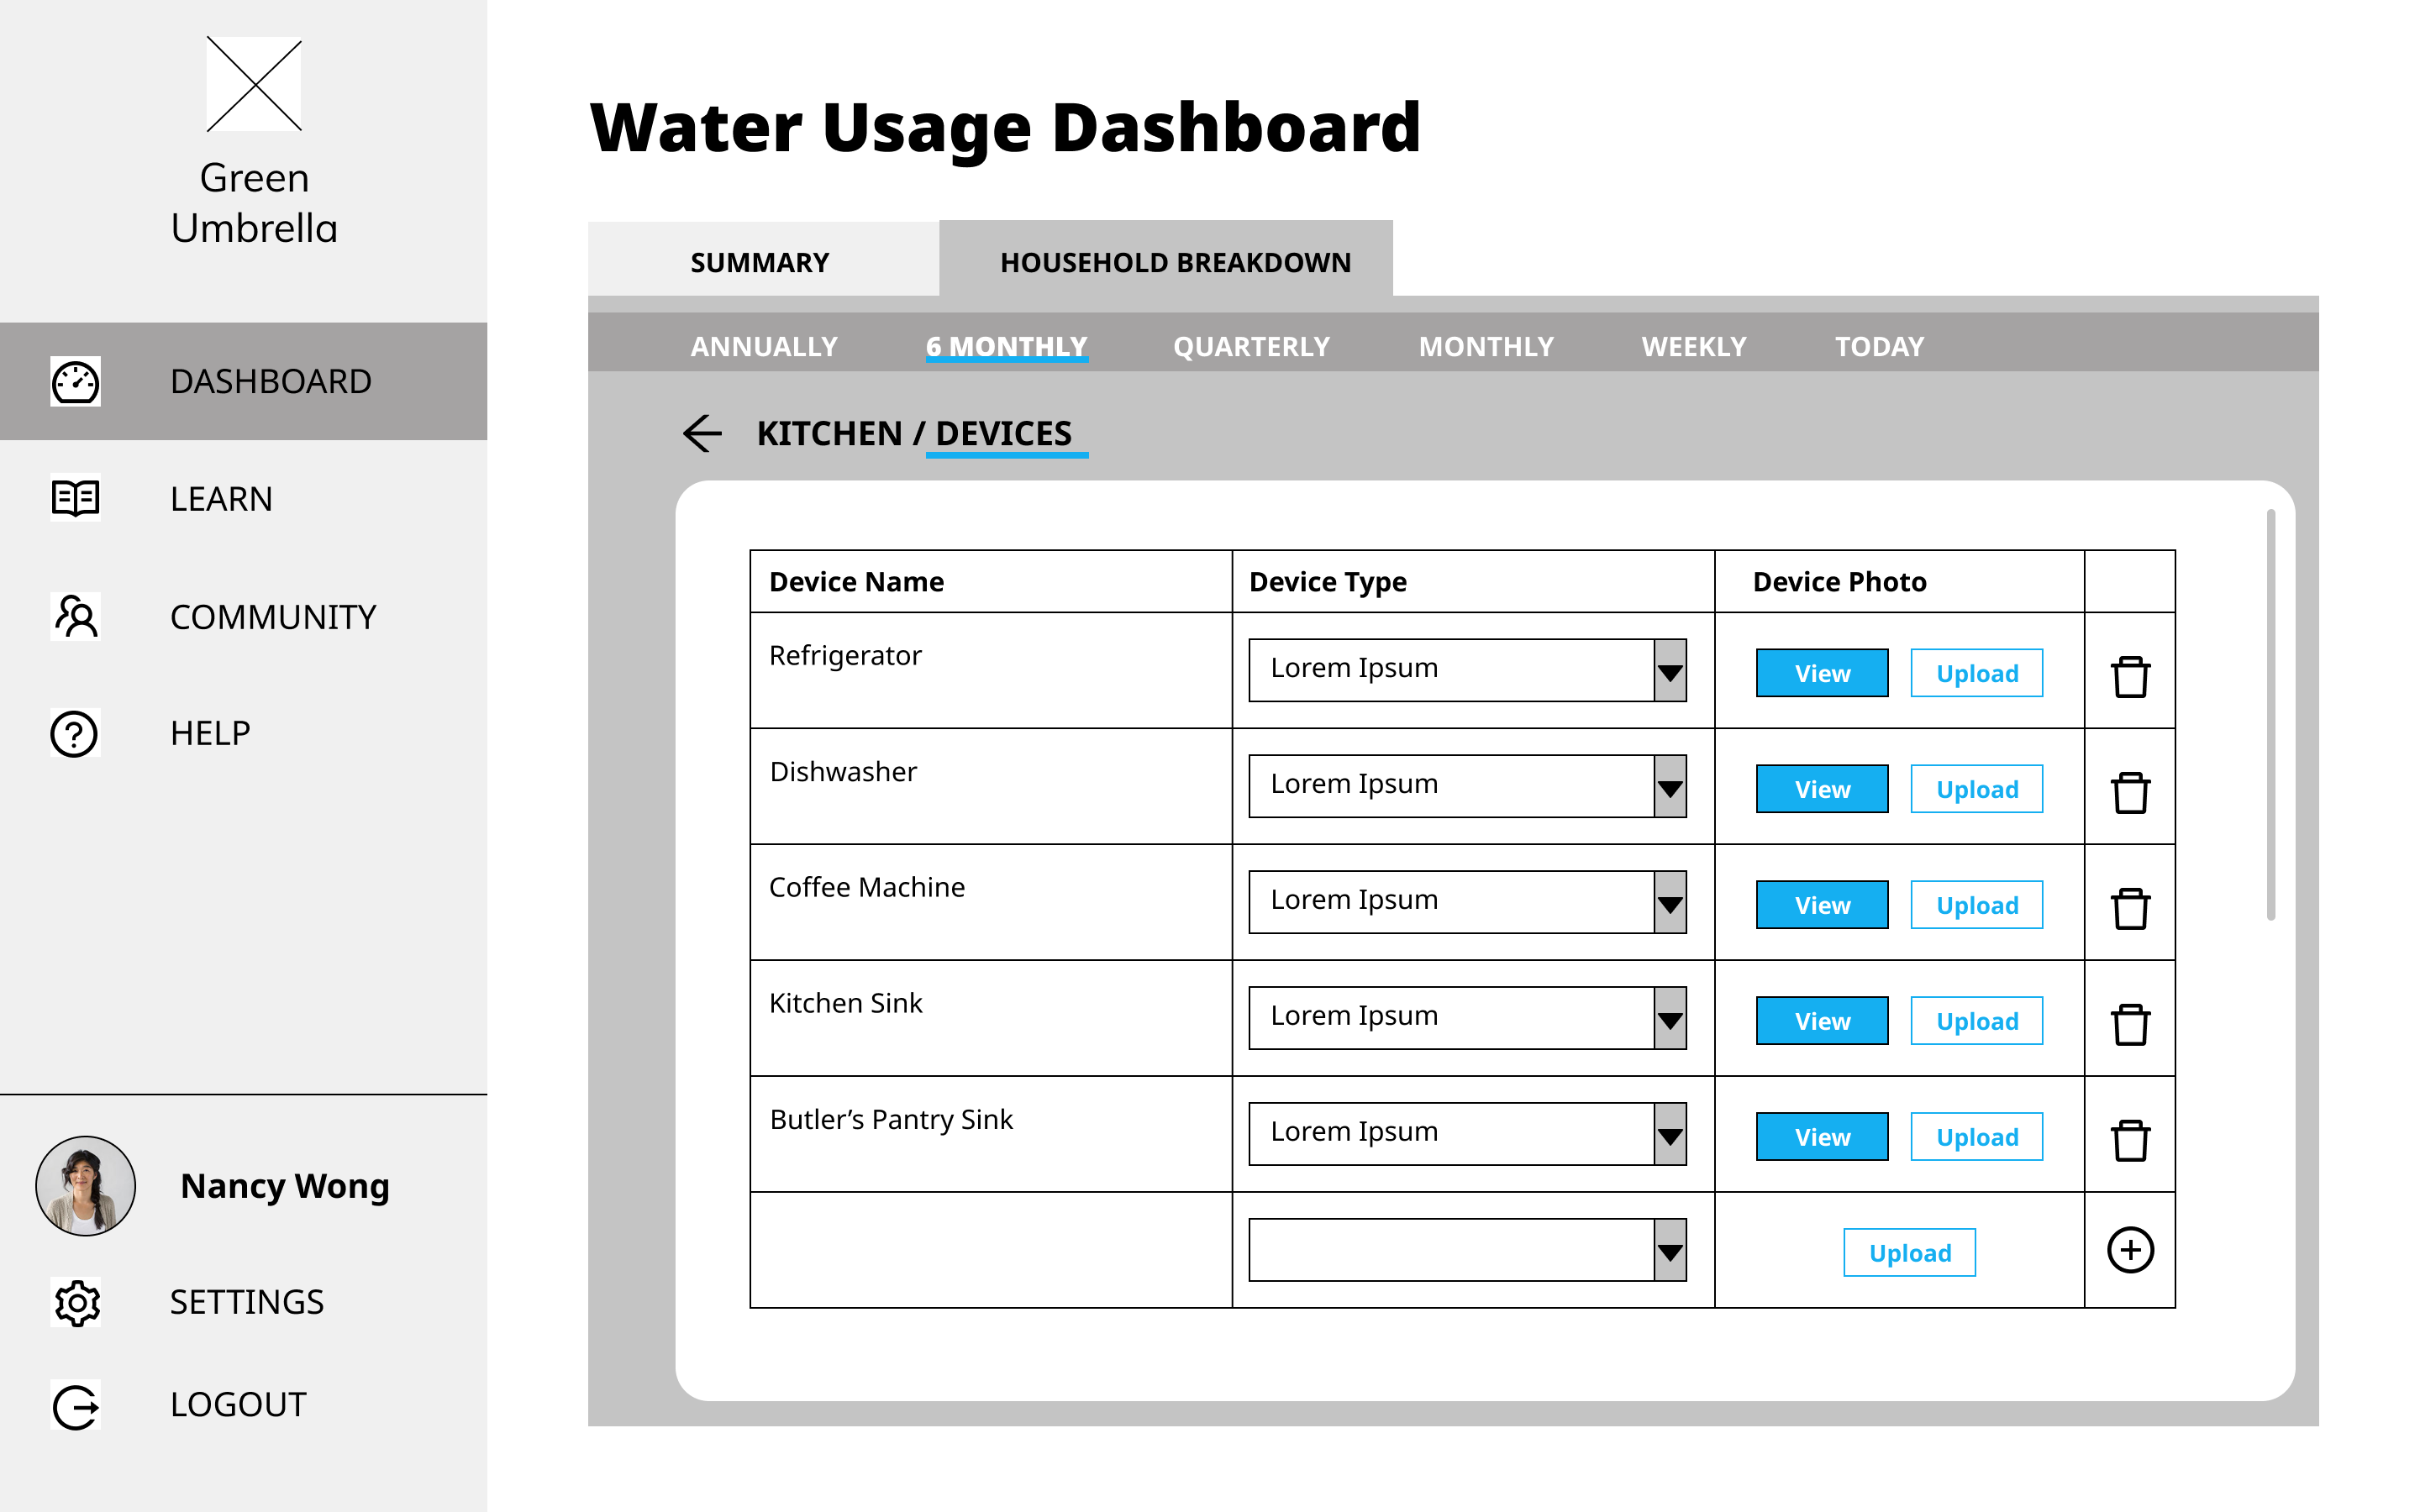 Green
Umbrella
DASHBOARD
LEARN
COMMUNITY
HELP
Nancy Wong
SETTINGS
LOGOUT
Water Usage Dashboard
SUMMARY HOUSEHOLD BREAKDOWN
ANNUALLY 6 MONTHLY QUARTERLY MONTHLY WEEKLY TODAY
KITCHEN / DEVICES
Device Name Device Type Device Photo
Refrigerator Lorem Ipsum View Upload
Dishwasher Lorem Ipsum View Upload
Coffee Machine Lorem Ipsum View Upload
Kitchen Sink Lorem Ipsum View Upload
Butler’s Pantry Sink Lorem Ipsum View Upload
Upload